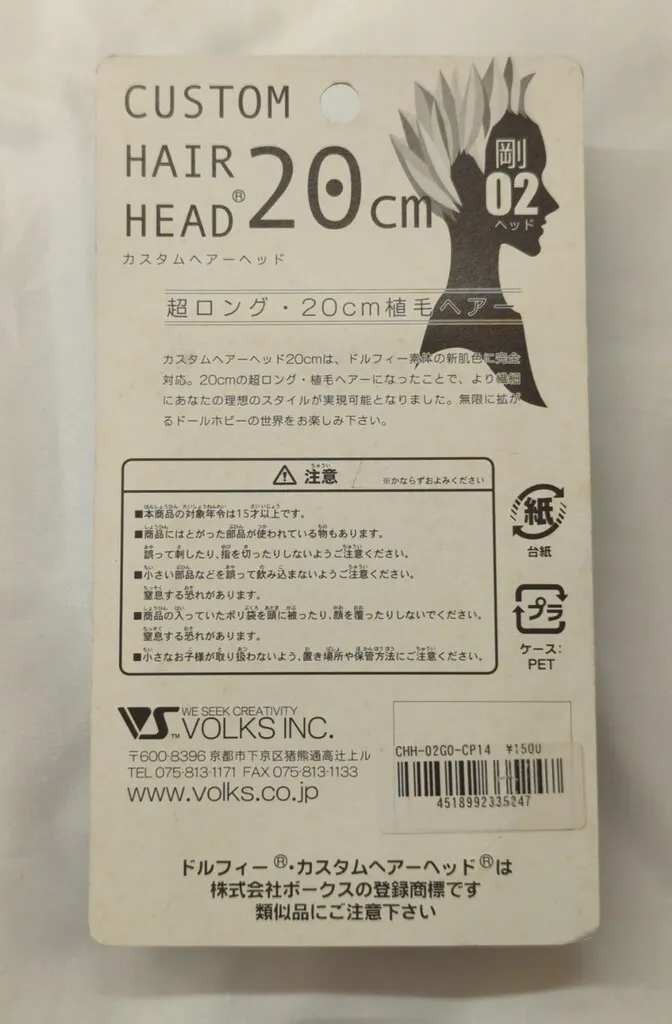 CUSTOM
HAIR
HEAD® 20cm
カスタムヘアーヘッド
剛
02
ヘッド
超ロング・20cm植毛ヘアー
カスタムヘアーヘッド20cmは、ドルフィー素体の新肌色に完全
対応。20cmの超ロング・植毛ヘアーになったことで、より繊細
にあなたの理想のスタイルが実現可能となりました。無限に拡が
るドールホビーの世界をお楽しみ下さい。
⚠ 注意 ※かならずおよみください
■本商品の対象年令は15才以上です。
■商品にはとがった部品が使われている物もあります。
誤って刺したり、指を切ったりしないようご注意ください。
■小さい部品などを誤って飲み込まないようご注意ください。
窒息する恐れがあります。
■商品の入っていたポリ袋を頭に被ったり、顔を覆ったりしないでください。
窒息する恐れがあります。
■小さなお子様が取り扱わないよう、置き場所や保管方法にご注意ください。
紙
台紙
プラ
ケース:
PET
VS™ WE SEEK CREATIVITY
VOLKS INC.
〒600-8396 京都市下京区猪熊通高辻上ル
TEL 075-813-1171 FAX 075-813-1133
www.volks.co.jp
CHH-02GO-CP14 ¥1500
4518992335247
ドルフィー®・カスタムヘアーヘッド®は
株式会社ボークスの登録商標です
類似品にご注意下さい